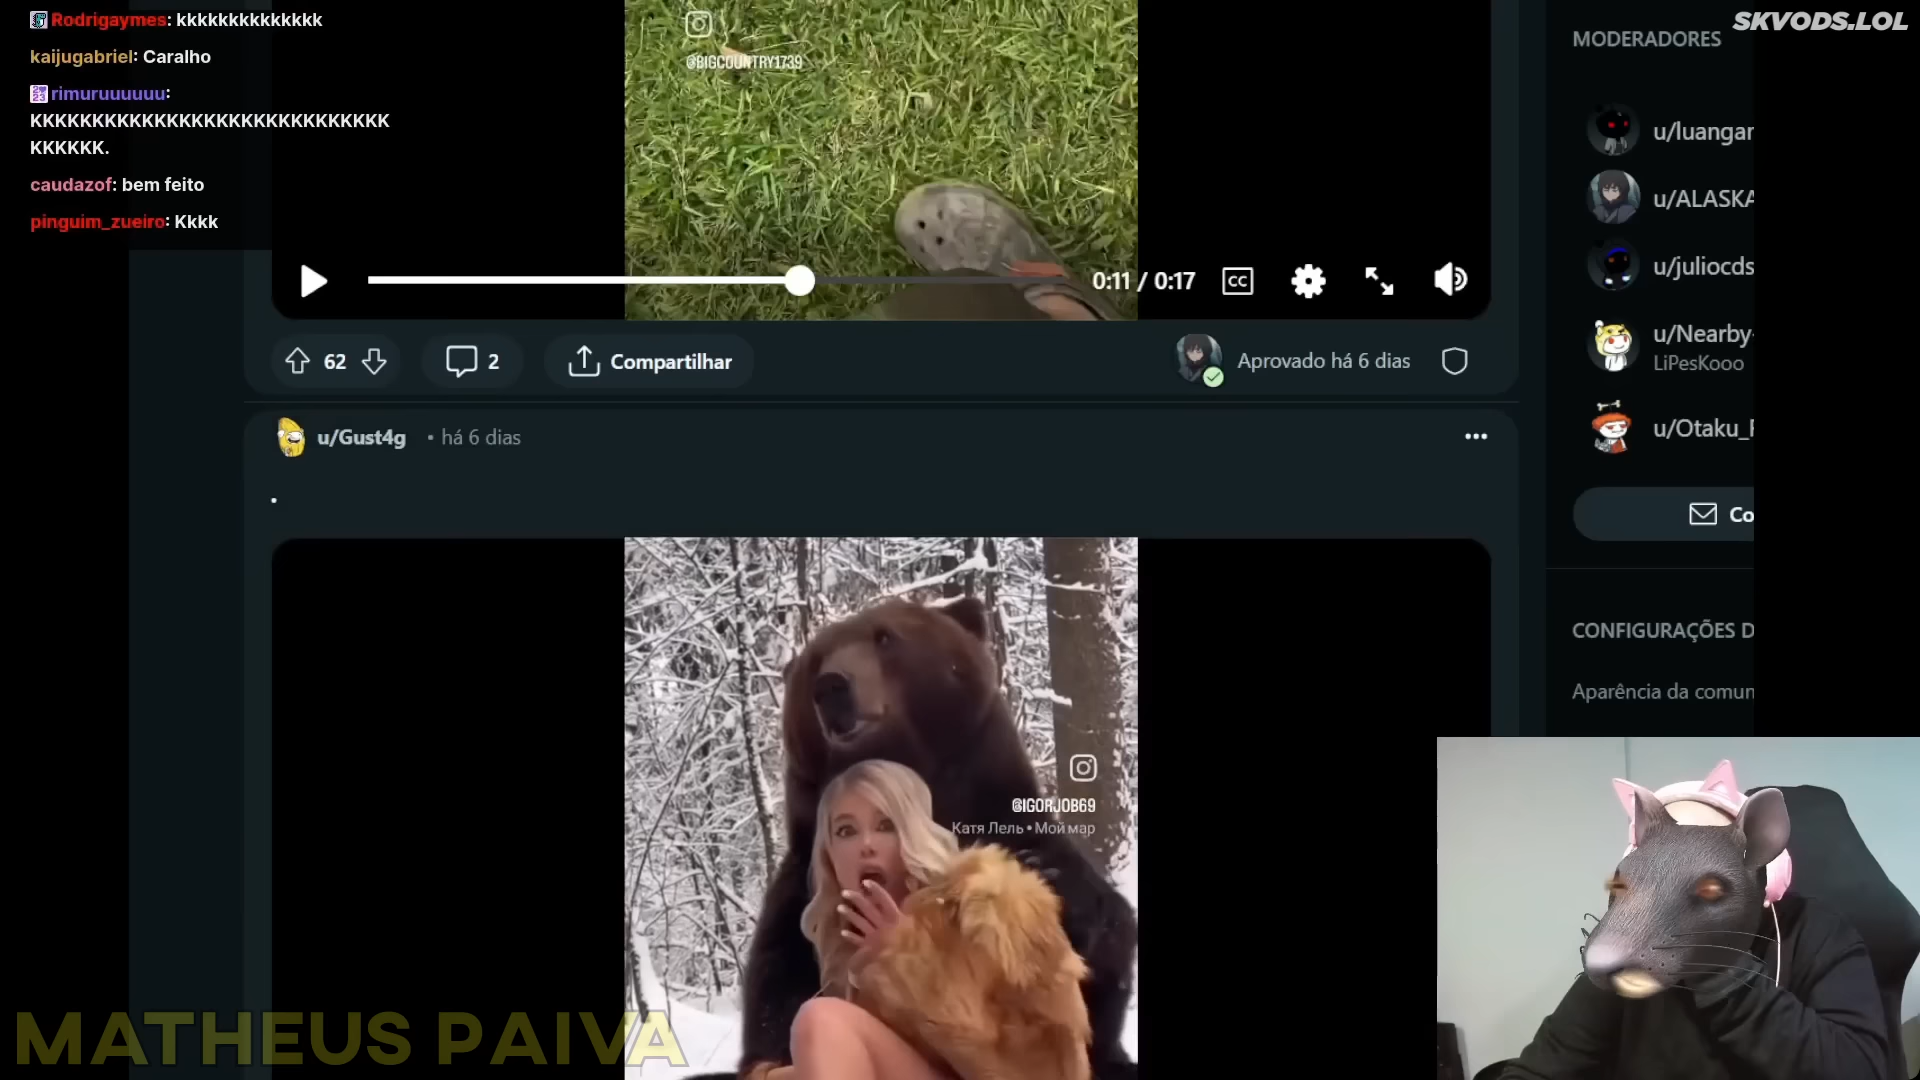 Rodrigaymes: kkkkkkkkkkkkkk
kaijugabriel: Caralho
rimuruuuuuu:
KKKKKKKKKKKKKKKKKKKKKKKKKKKKK
KKKKKK.
caudazof: bem feito
pinguim_zueiro: Kkkk
@BIGCOUNTRY1739
0:11 / 0:17
CC
62
2
Compartilhar
Aprovado há 6 dias
u/Gust4g • há 6 dias
.
@IGORJOB69
Катя Лель • Мой мар
SKVODS.LOL
MODERADORES
u/luangar
u/ALASKA
u/juliocds
u/Nearby-
LiPesKooo
u/Otaku_F
Co
CONFIGURAÇÕES D
Aparência da comun
MATHEUS PAIVA